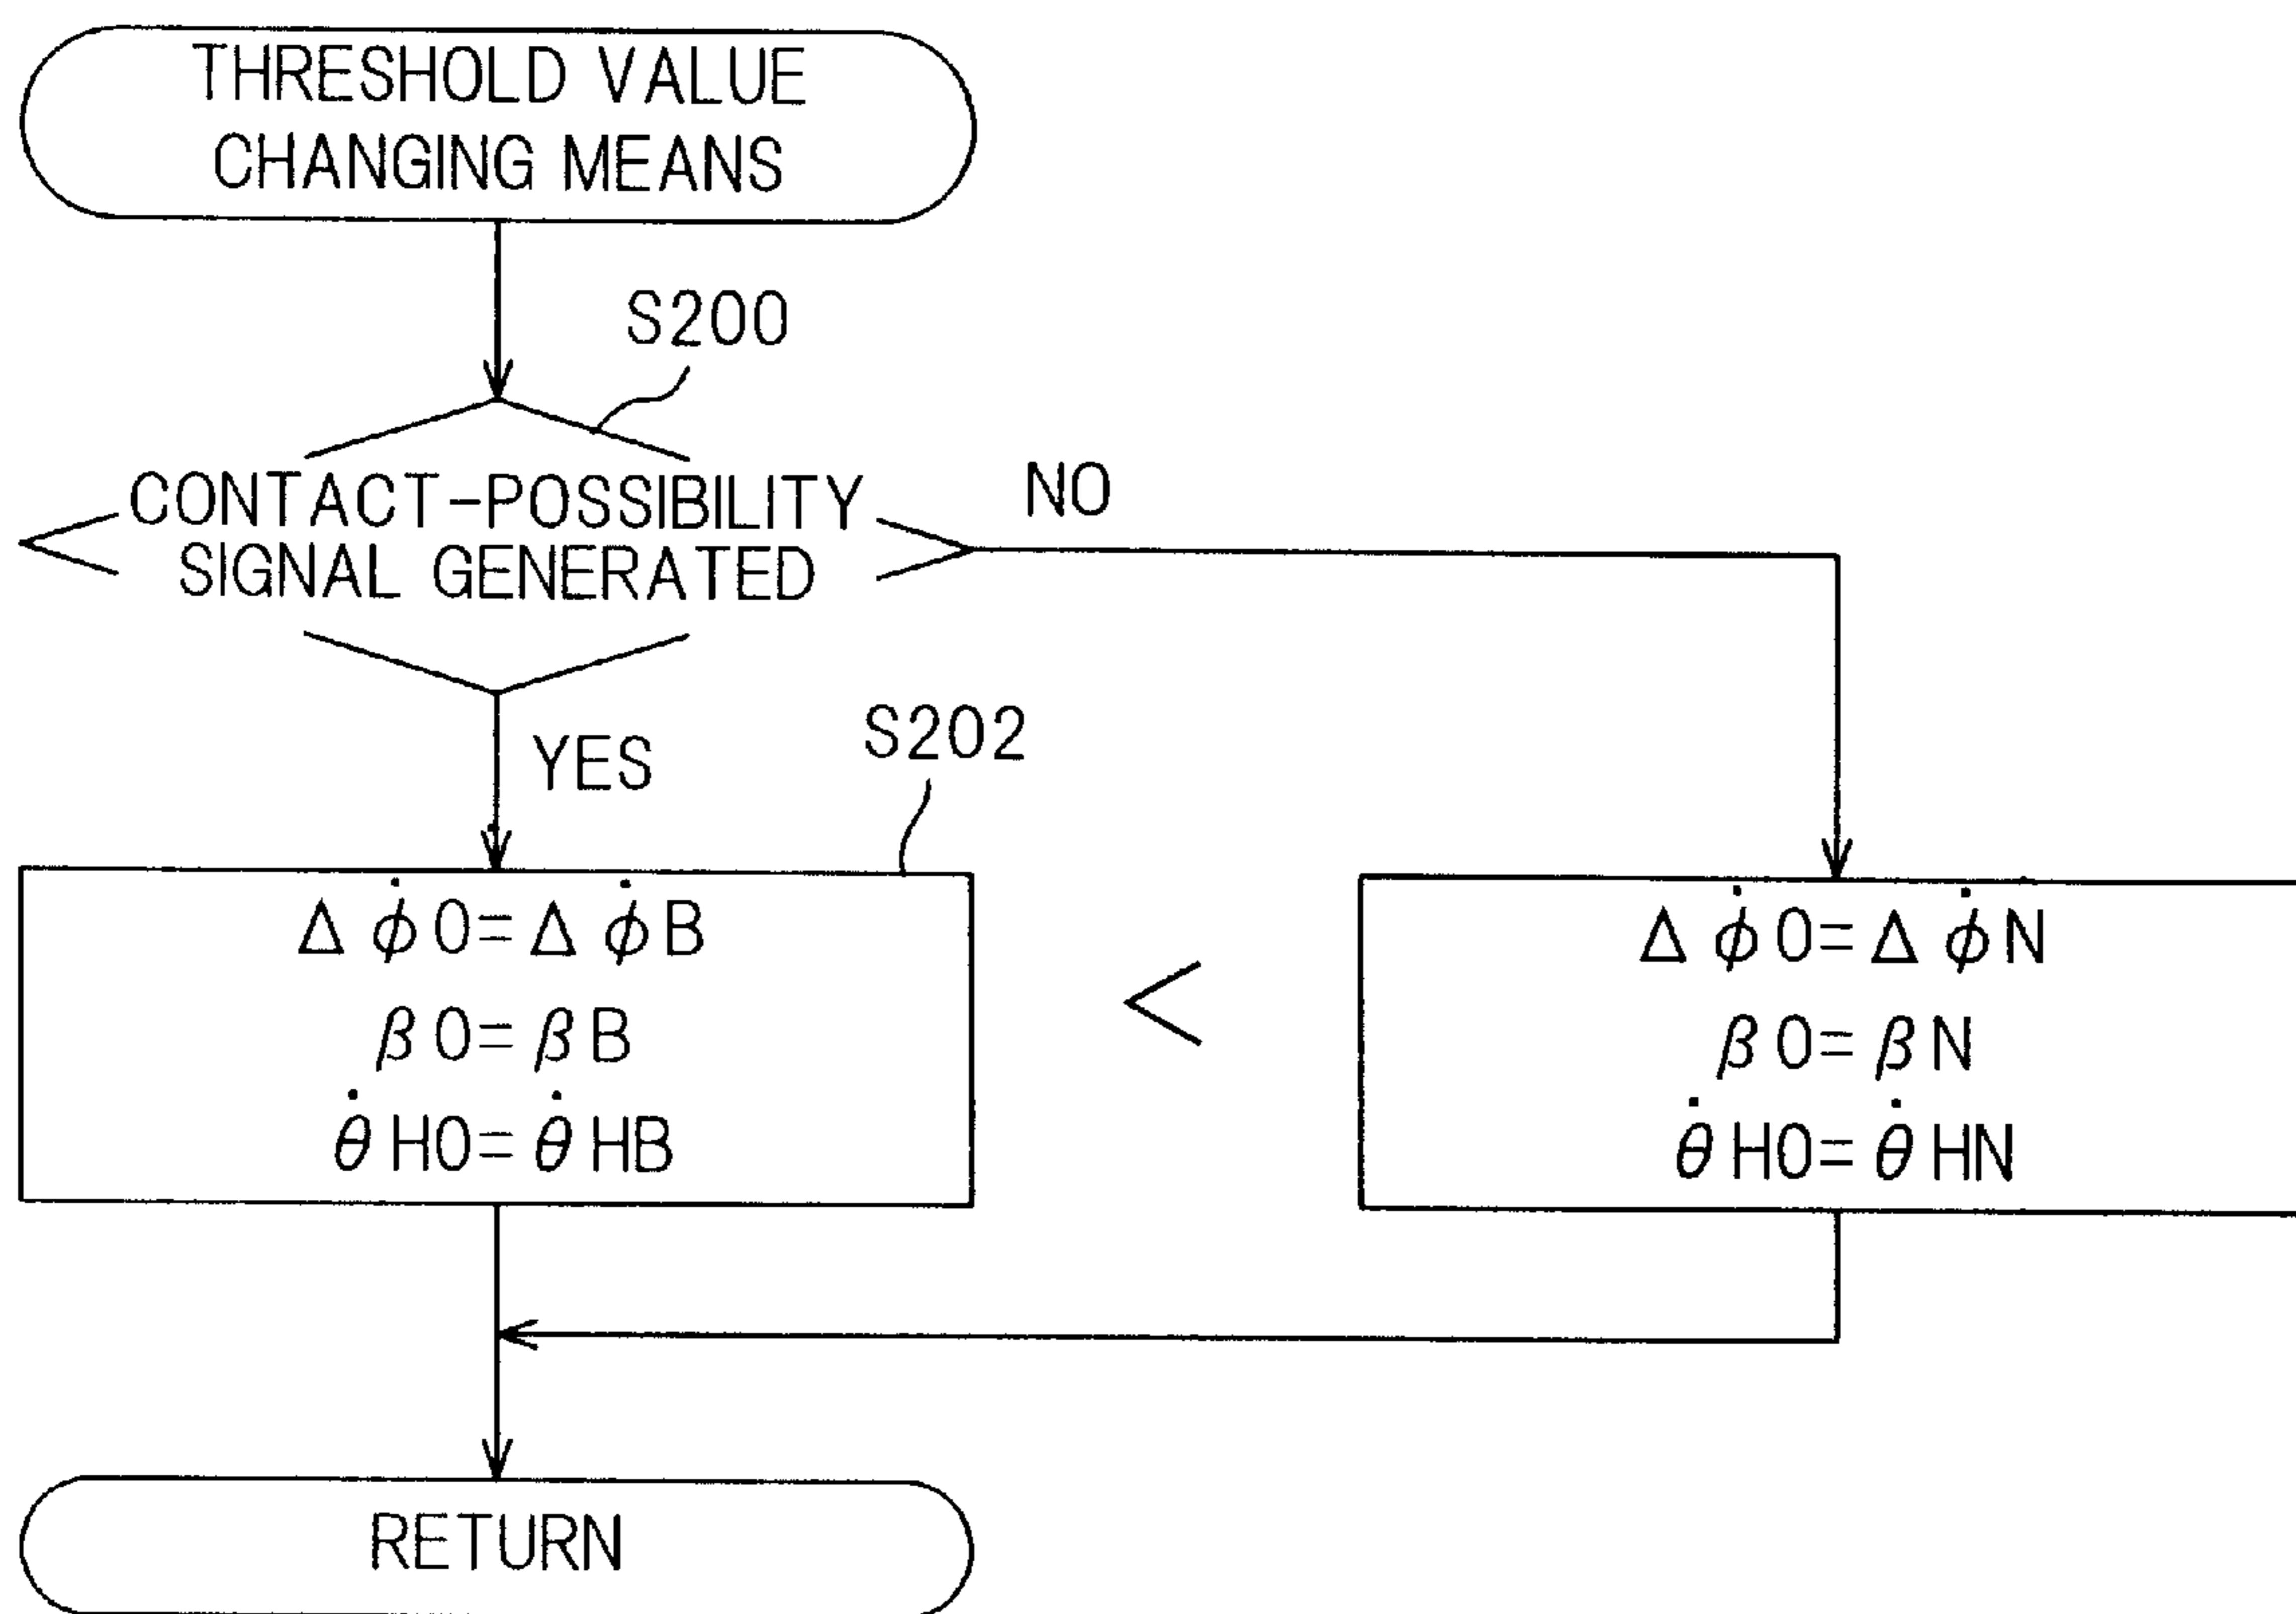 THRESHOLD VALUE
CHANGING MEANS
S200
CONTACT-POSSIBILITY
SIGNAL GENERATED
NO
YES
S202
Δ φ̇ 0= Δ φ̇ B
β 0= β B
θ̇ H0= θ̇ HB
<
Δ φ̇ 0= Δ φ̇ N
β 0= β N
θ̇ H0= θ̇ HN
RETURN